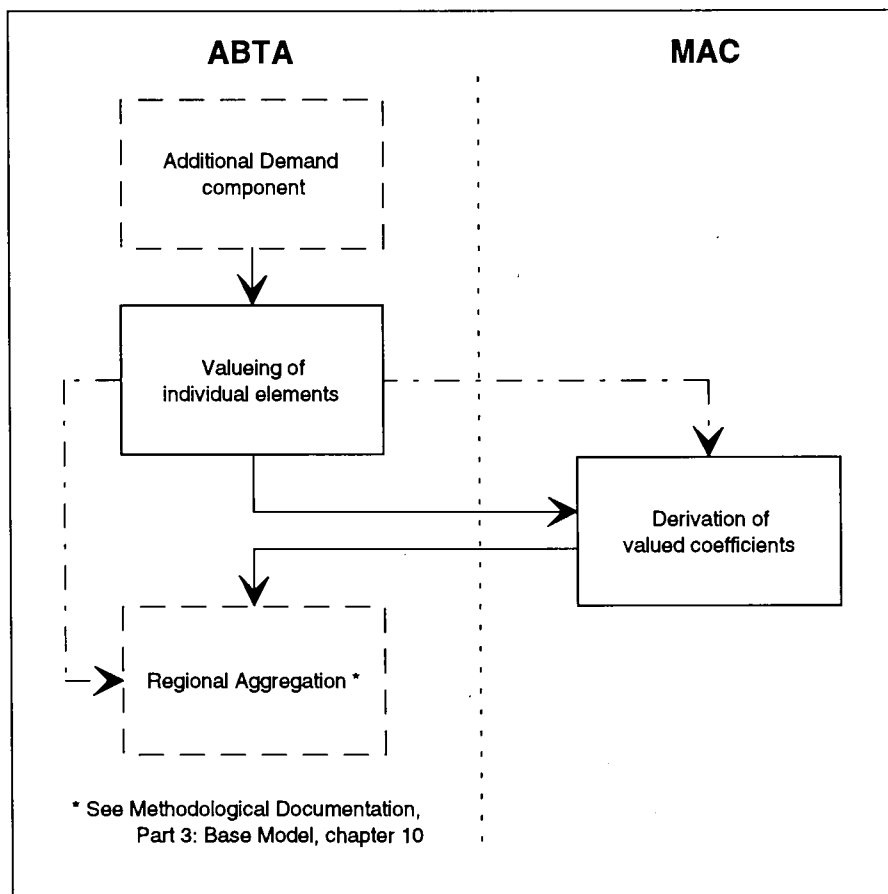 ABTA
MAC
Additional Demand
component
Valueing of
individual elements
Derivation of
valued coefficients
Regional Aggregation *
* See Methodological Documentation,
Part 3: Base Model, chapter 10